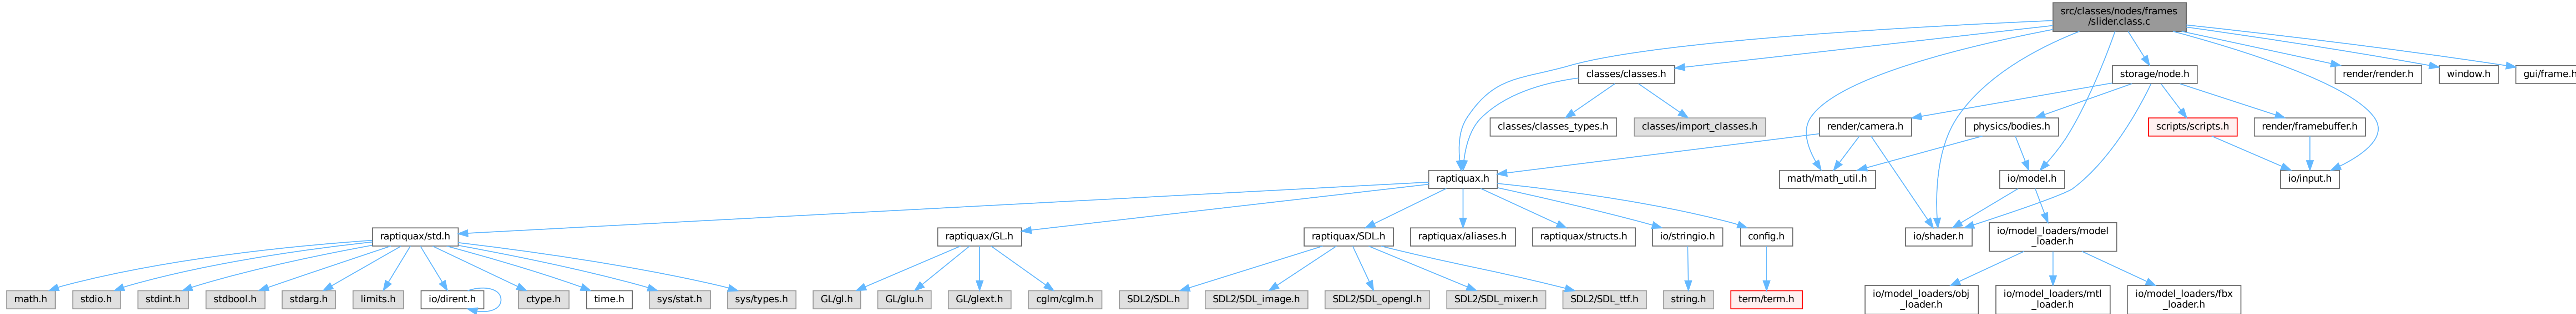 src/classes/nodes/frames
/slider.class.c
classes/classes.h
storage/node.h
render/render.h
window.h
gui/frame.h
classes/classes_types.h
classes/import_classes.h
render/camera.h
physics/bodies.h
scripts/scripts.h
render/framebuffer.h
raptiquax.h
math/math_util.h
io/model.h
io/input.h
raptiquax/std.h
raptiquax/GL.h
raptiquax/SDL.h
raptiquax/aliases.h
raptiquax/structs.h
io/stringio.h
config.h
io/shader.h
io/model_loaders/model
_loader.h
math.h
stdio.h
stdint.h
stdbool.h
stdarg.h
limits.h
io/dirent.h
ctype.h
time.h
sys/stat.h
sys/types.h
GL/gl.h
GL/glu.h
GL/glext.h
cglm/cglm.h
SDL2/SDL.h
SDL2/SDL_image.h
SDL2/SDL_opengl.h
SDL2/SDL_mixer.h
SDL2/SDL_ttf.h
string.h
term/term.h
io/model_loaders/obj
_loader.h
io/model_loaders/mtl
_loader.h
io/model_loaders/fbx
_loader.h